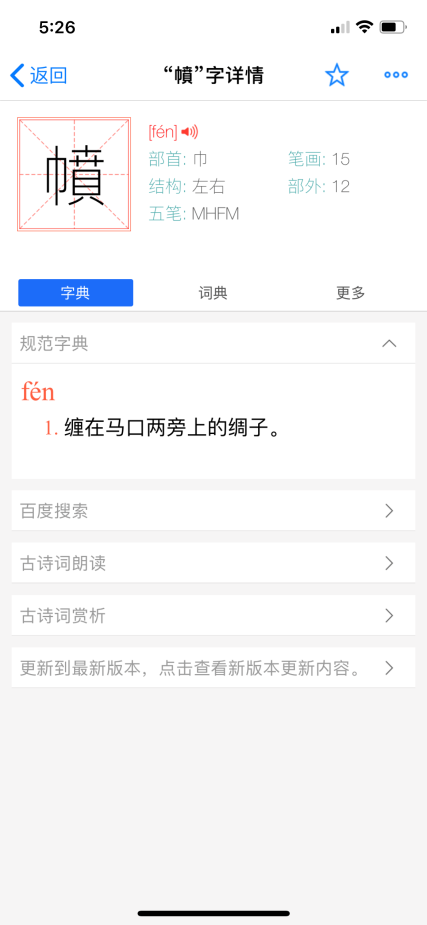 5:26
返回
“幩”字详情
幩
[fén]
部首: 巾 笔画: 15
结构: 左右 部外: 12
五笔: MHFM
字典 词典 更多
规范字典
fén
1. 缠在马口两旁上的绸子。
百度搜索
古诗词朗读
古诗词赏析
更新到最新版本，点击查看新版本更新内容。